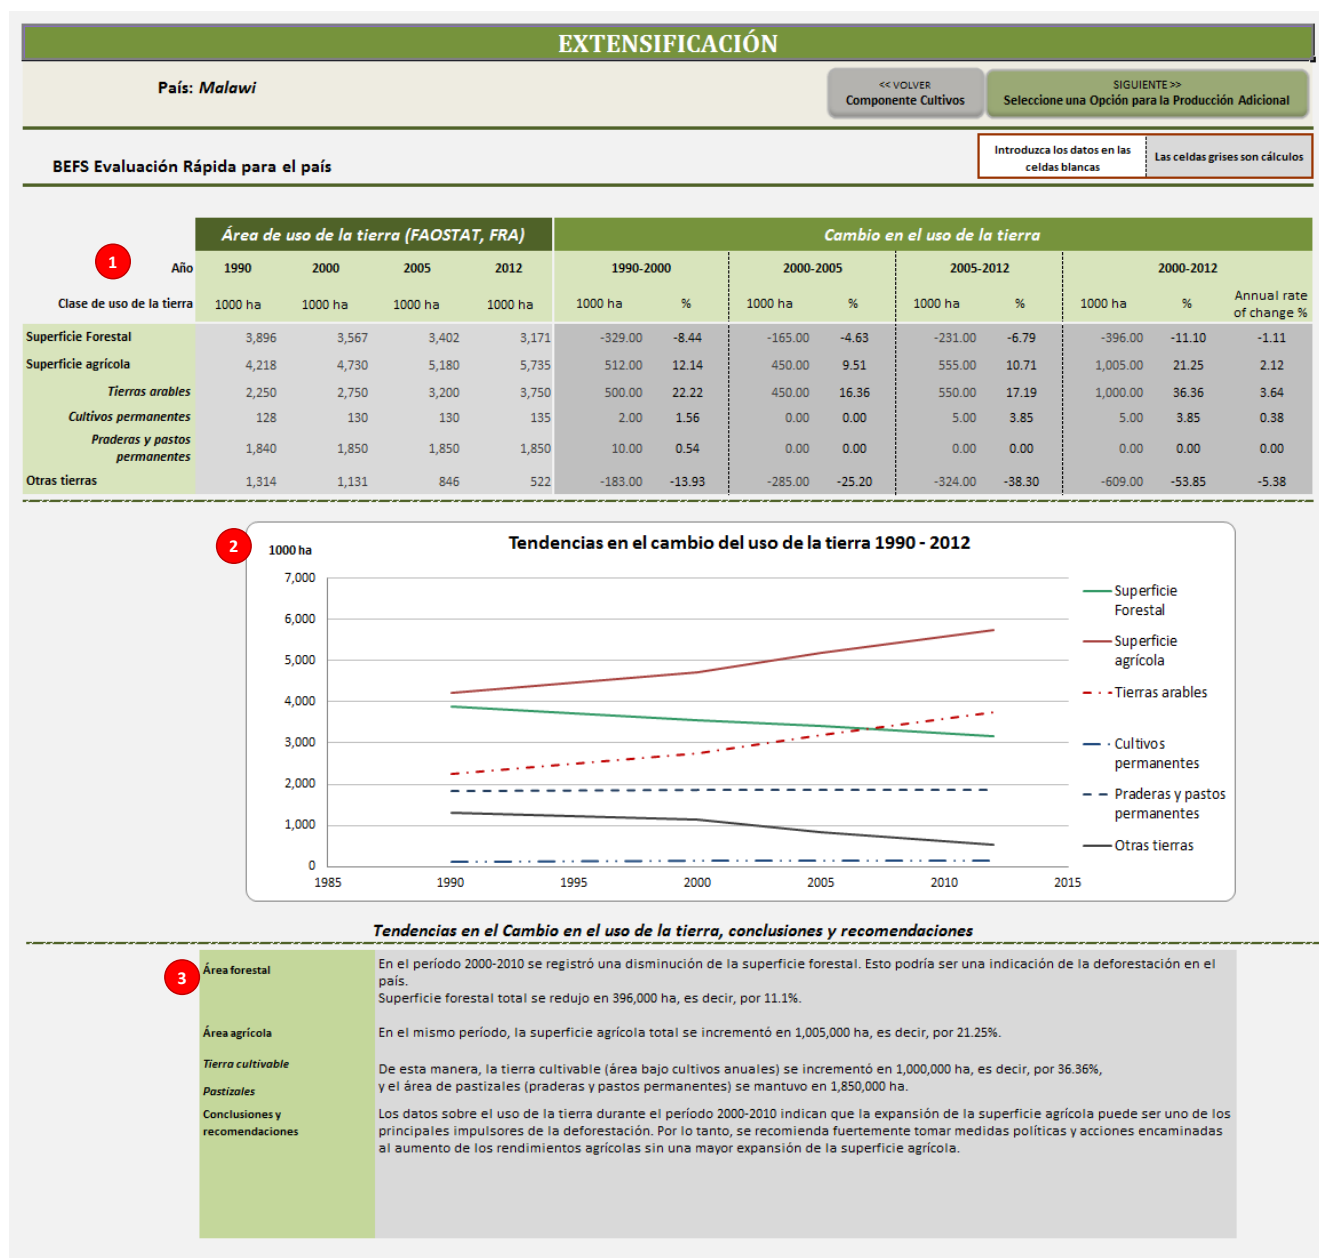 EXTENSIFICACIÓN
País: Malawi
<< VOLVER
Componente Cultivos
SIGUIENTE >>
Seleccione una Opción para la Producción Adicional
BEFS Evaluación Rápida para el país
Introduzca los datos en las
celdas blancas
Las celdas grises son cálculos
Área de uso de la tierra (FAOSTAT, FRA) Cambio en el uso de la tierra
1
Año 1990 2000 2005 2012 1990-2000 2000-2005 2005-2012 2000-2012
Clase de uso de la tierra 1000 ha 1000 ha 1000 ha 1000 ha 1000 ha % 1000 ha % 1000 ha % 1000 ha % Annual rate
of change %
Superficie Forestal 3,896 3,567 3,402 3,171 -329.00 -8.44 -165.00 -4.63 -231.00 -6.79 -396.00 -11.10 -1.11
Superficie agrícola 4,218 4,730 5,180 5,735 512.00 12.14 450.00 9.51 555.00 10.71 1,005.00 21.25 2.12
Tierras arables 2,250 2,750 3,200 3,750 500.00 22.22 450.00 16.36 550.00 17.19 1,000.00 36.36 3.64
Cultivos permanentes 128 130 130 135 2.00 1.56 0.00 0.00 5.00 3.85 5.00 3.85 0.38
Praderas y pastos
permanentes 1,840 1,850 1,850 1,850 10.00 0.54 0.00 0.00 0.00 0.00 0.00 0.00 0.00
Otras tierras 1,314 1,131 846 522 -183.00 -13.93 -285.00 -25.20 -324.00 -38.30 -609.00 -53.85 -5.38
2
1000 ha
Tendencias en el cambio del uso de la tierra 1990 - 2012
7,000
6,000
5,000
4,000
3,000
2,000
1,000
0
1985 1990 1995 2000 2005 2010 2015
Superficie
Forestal
Superficie
agrícola
Tierras arables
Cultivos
permanentes
Praderas y pastos
permanentes
Otras tierras
Tendencias en el Cambio en el uso de la tierra, conclusiones y recomendaciones
3
Área forestal
En el período 2000-2010 se registró una disminución de la superficie forestal. Esto podría ser una indicación de la deforestación en el
país.
Superficie forestal total se redujo en 396,000 ha, es decir, por 11.1%.
Área agrícola
En el mismo período, la superficie agrícola total se incrementó en 1,005,000 ha, es decir, por 21.25%.
Tierra cultivable
De esta manera, la tierra cultivable (área bajo cultivos anuales) se incrementó en 1,000,000 ha, es decir, por 36.36%,
Pastizales
y el área de pastizales (praderas y pastos permanentes) se mantuvo en 1,850,000 ha.
Conclusiones y
recomendaciones
Los datos sobre el uso de la tierra durante el período 2000-2010 indican que la expansión de la superficie agrícola puede ser uno de los
principales impulsores de la deforestación. Por lo tanto, se recomienda fuertemente tomar medidas políticas y acciones encaminadas
al aumento de los rendimientos agrícolas sin una mayor expansión de la superficie agrícola.